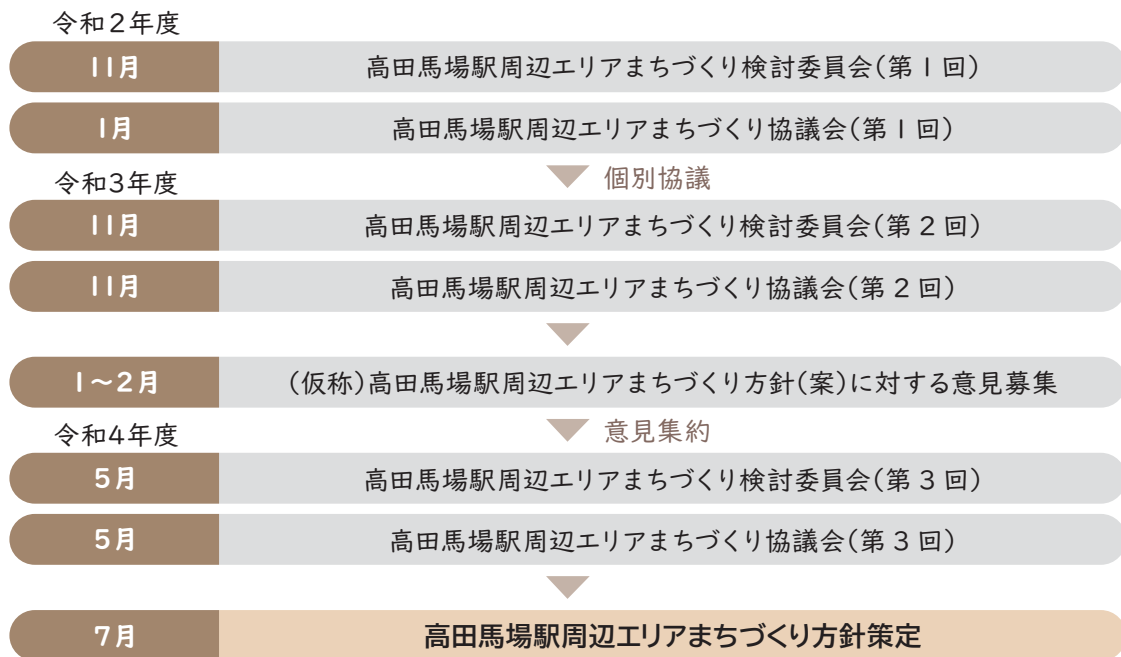 令和2年度
11月 高田馬場駅周辺エリアまちづくり検討委員会(第1回)
1月 高田馬場駅周辺エリアまちづくり協議会(第1回)
個別協議
令和3年度
11月 高田馬場駅周辺エリアまちづくり検討委員会(第2回)
11月 高田馬場駅周辺エリアまちづくり協議会(第2回)
1〜2月 (仮称)高田馬場駅周辺エリアまちづくり方針(案)に対する意見募集
意見集約
令和4年度
5月 高田馬場駅周辺エリアまちづくり検討委員会(第3回)
5月 高田馬場駅周辺エリアまちづくり協議会(第3回)
7月 高田馬場駅周辺エリアまちづくり方針策定